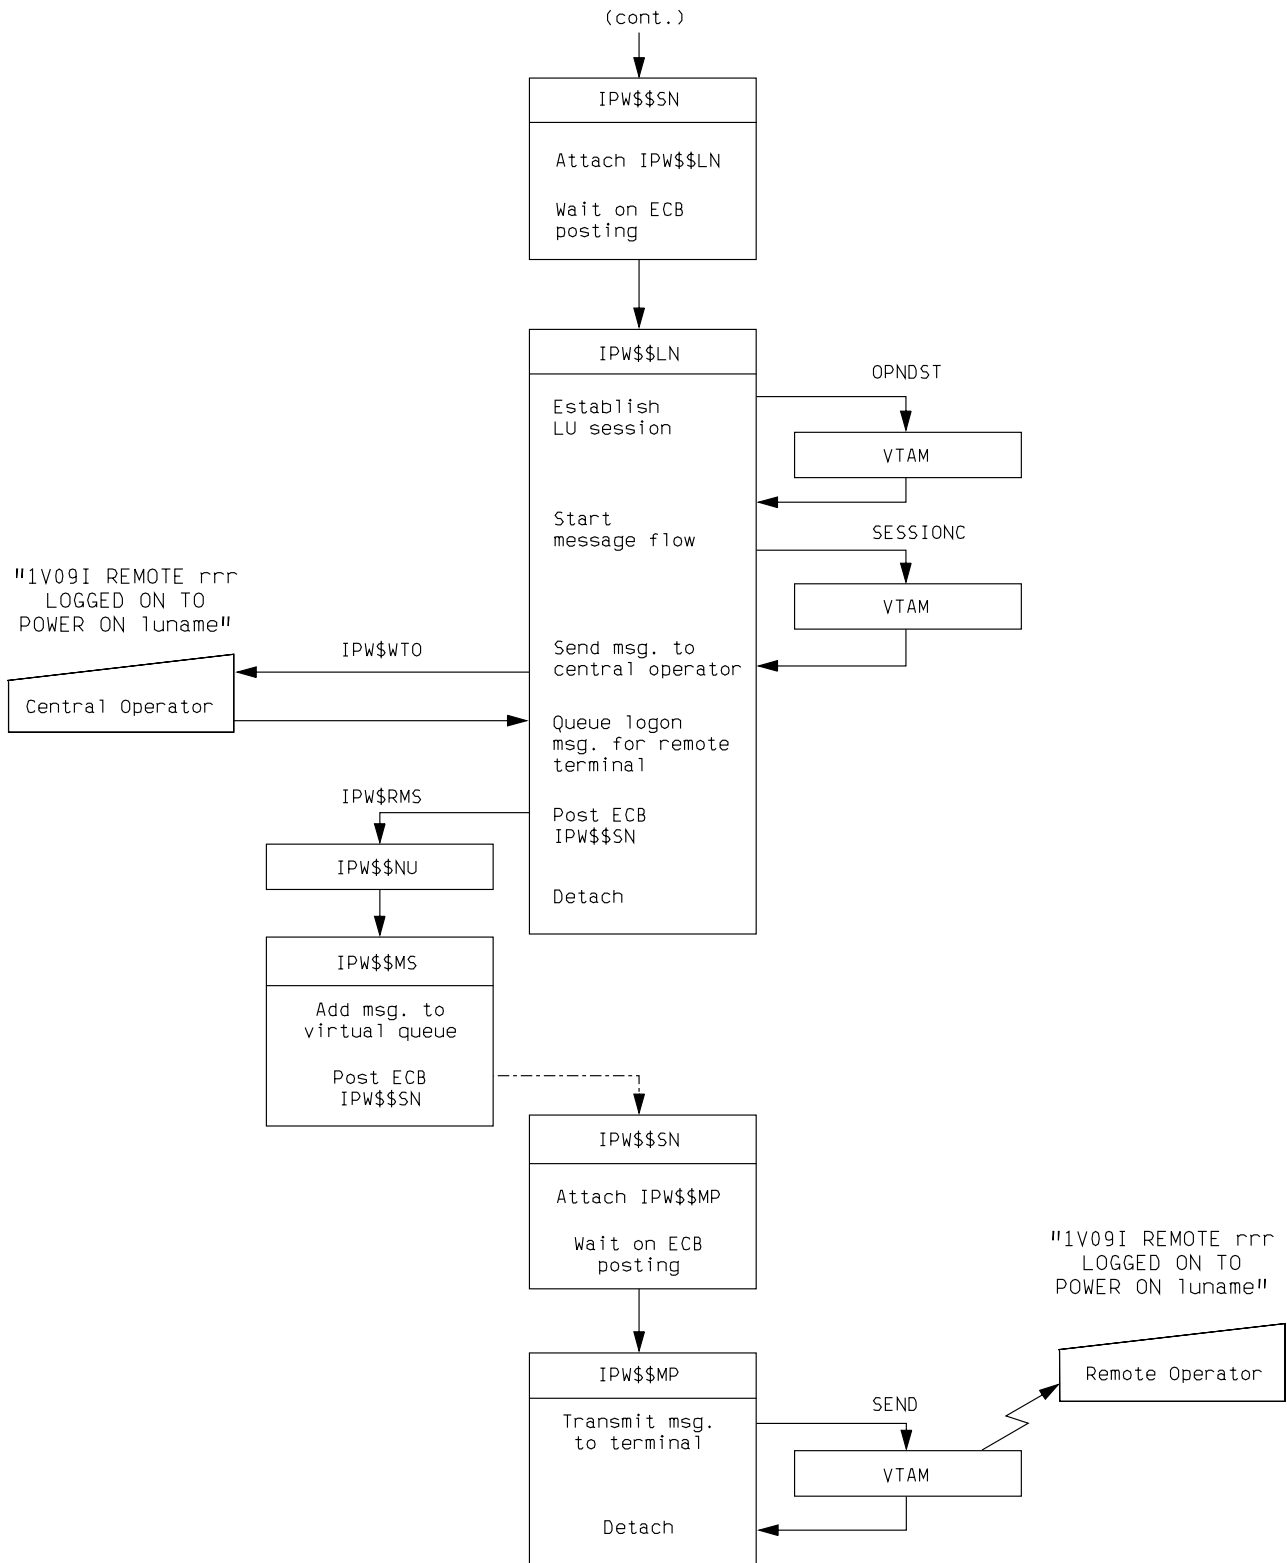 (cont.)
IPW$$SN
Attach IPW$$LN
Wait on ECB
posting
IPW$$LN
OPNDST
Establish
LU session
VTAM
Start
message flow
SESSIONC
"1V09I REMOTE rrr
LOGGED ON TO
POWER ON luname"
VTAM
IPW$WTO
Send msg. to
central operator
Central Operator
Queue logon
msg. for remote
terminal
IPW$RMS
Post ECB
IPW$$SN
IPW$$NU
Detach
IPW$$MS
Add msg. to
virtual queue
Post ECB
IPW$$SN
IPW$$SN
Attach IPW$$MP
Wait on ECB
posting
"1V09I REMOTE rrr
LOGGED ON TO
POWER ON luname"
IPW$$MP
Remote Operator
SEND
Transmit msg.
to terminal
VTAM
Detach